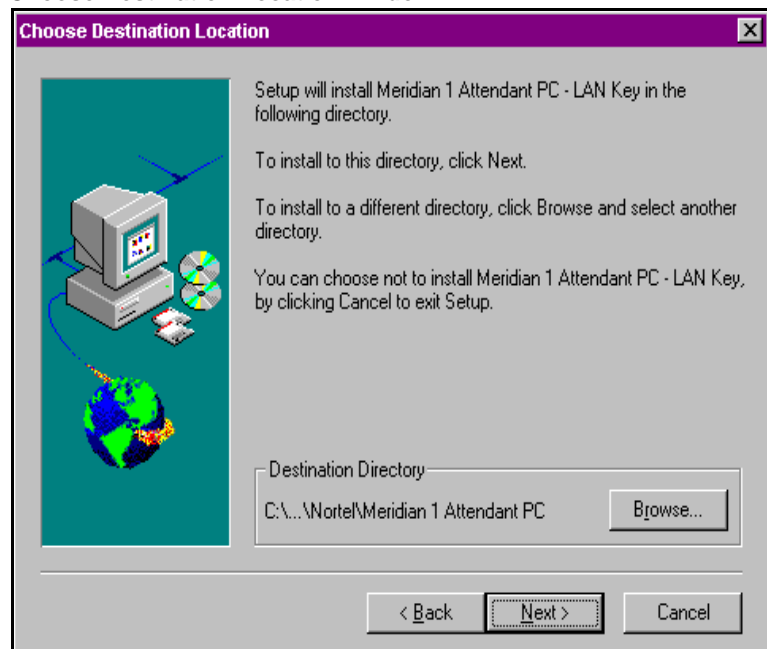 Choose Destination Location
Setup will install Meridian 1 Attendant PC - LAN Key in the
following directory.
To install to this directory, click Next.
To install to a different directory, click Browse and select another
directory.
You can choose not to install Meridian 1 Attendant PC - LAN Key,
by clicking Cancel to exit Setup.
Destination Directory
C:\...\Nortel\Meridian 1 Attendant PC
Browse...
< Back
Next >
Cancel